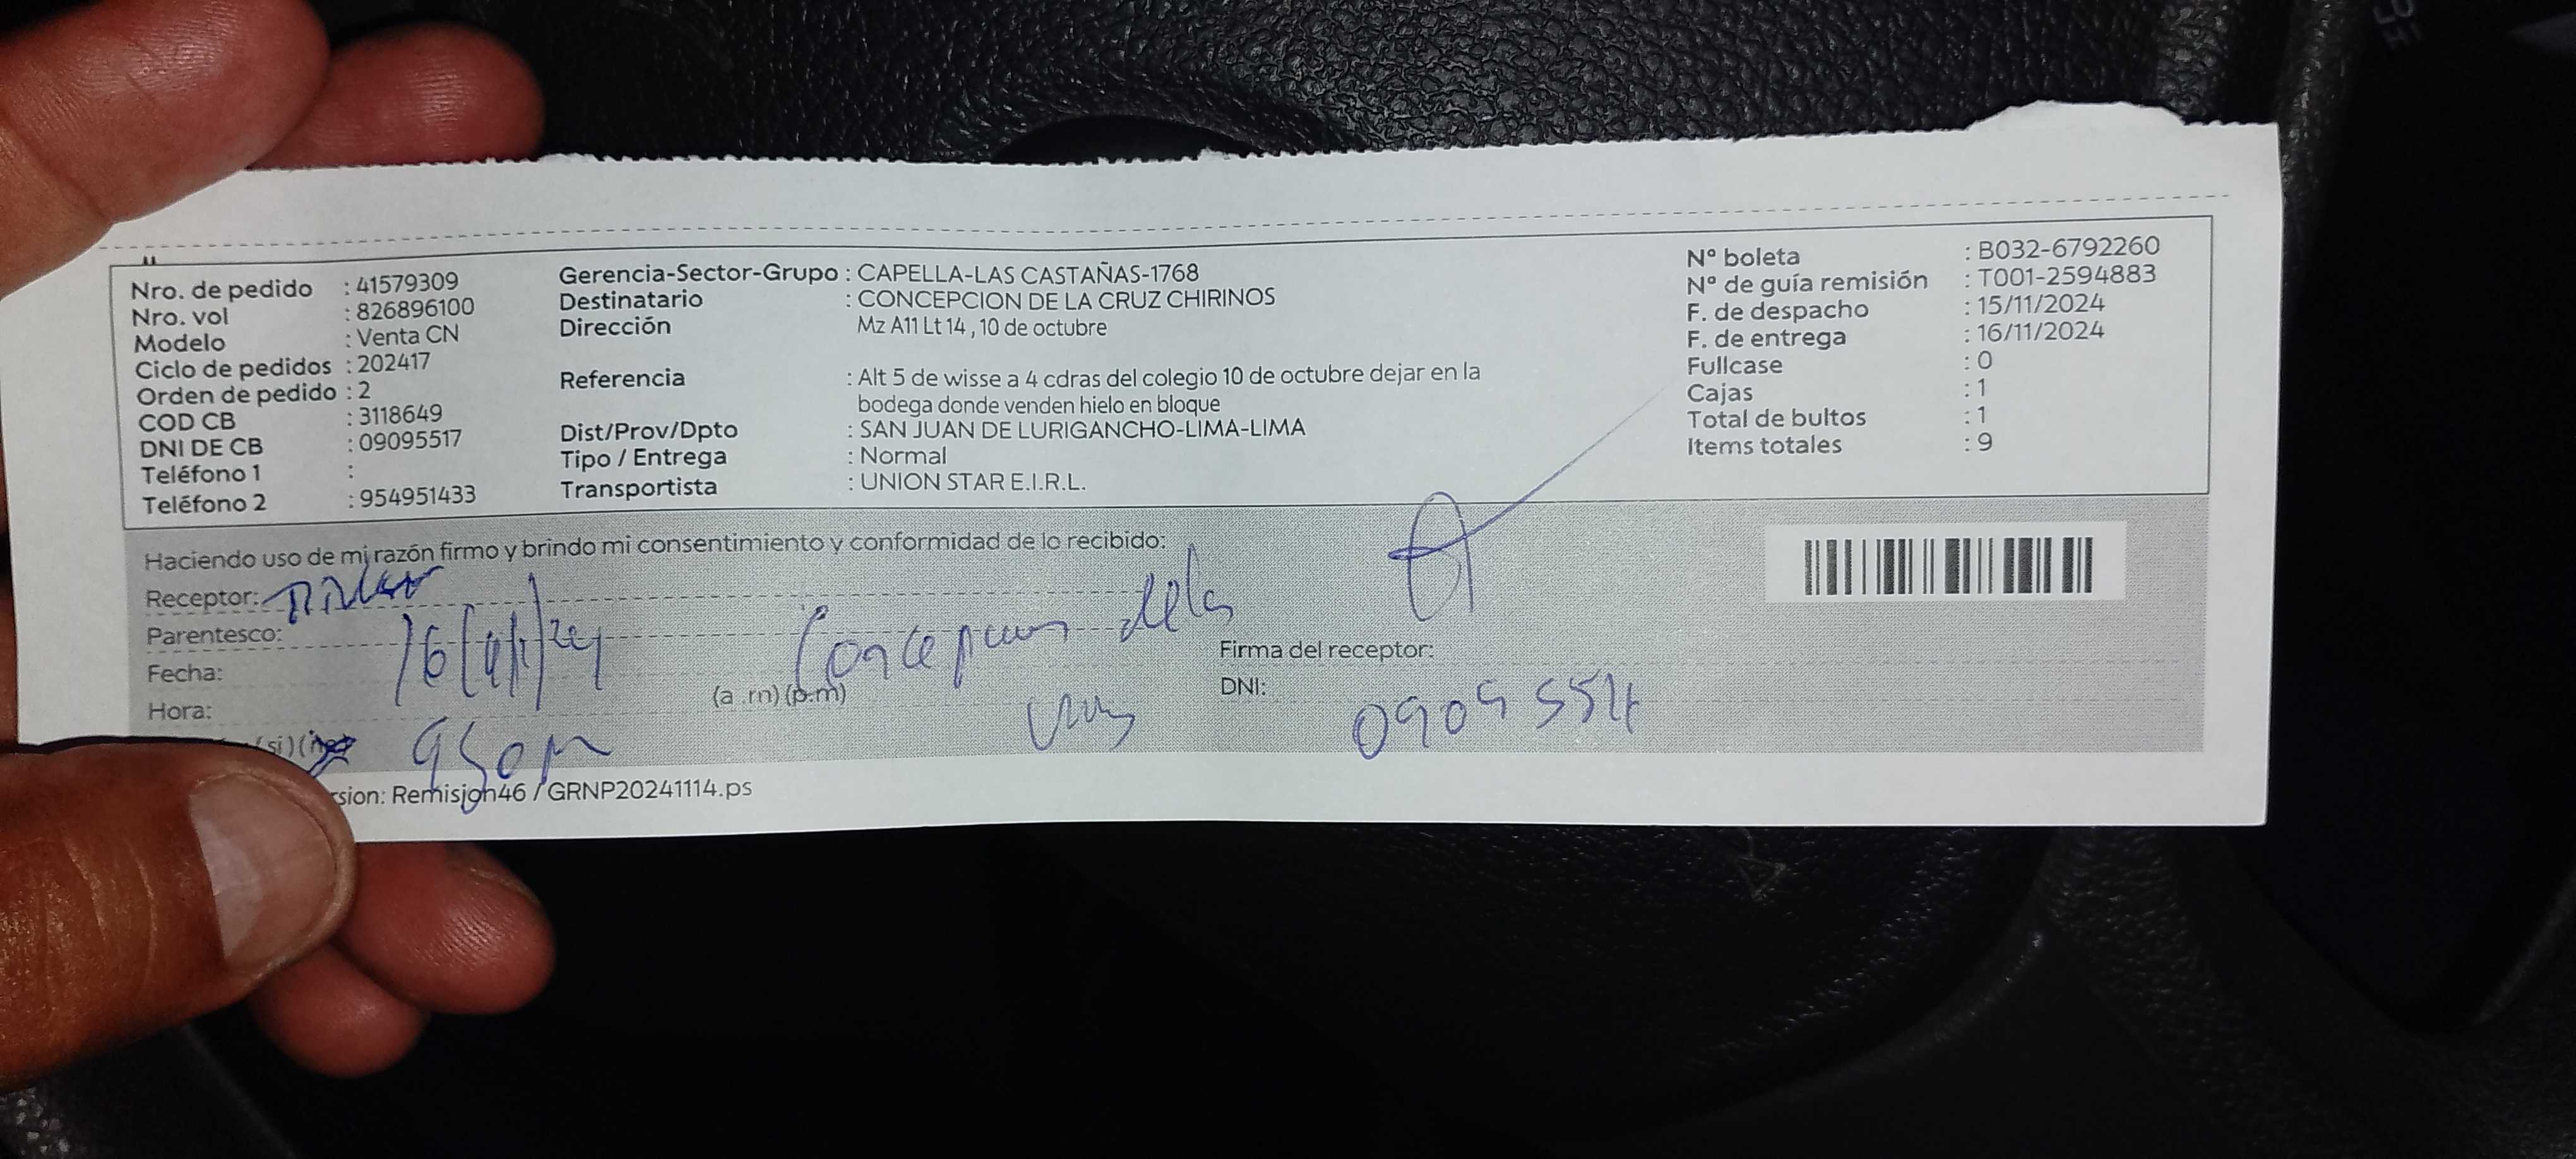 Nro. de pedido : 41579309
Nro. vol : 826896100
Modelo : Venta CN
Ciclo de pedidos : 202417
Orden de pedido : 2
COD CB : 3118649
DNI DE CB : 09095517
Teléfono 1 :
Teléfono 2 : 954951433
Gerencia-Sector-Grupo : CAPELLA-LAS CASTAÑAS-1768
Destinatario : CONCEPCION DE LA CRUZ CHIRINOS
Dirección Mz A11 Lt 14 , 10 de octubre
Referencia : Alt 5 de wisse a 4 cdras del colegio 10 de octubre dejar en la
bodega donde venden hielo en bloque
Dist/Prov/Dpto : SAN JUAN DE LURIGANCHO-LIMA-LIMA
Tipo / Entrega : Normal
Transportista : UNION STAR E.I.R.L.
Nº boleta : B032-6792260
Nº de guía remisión : T001-2594883
F. de despacho : 15/11/2024
F. de entrega : 16/11/2024
Fullcase : 0
Cajas : 1
Total de bultos : 1
Items totales : 9
Haciendo uso de mi razón firmo y brindo mi consentimiento y conformidad de lo recibido:
Receptor:
Parentesco:
Fecha: 16/11/24
Hora: (a .m) (p.m)
(si)
Firma del receptor:
DNI:
sion: Remision46 / GRNP20241114.ps